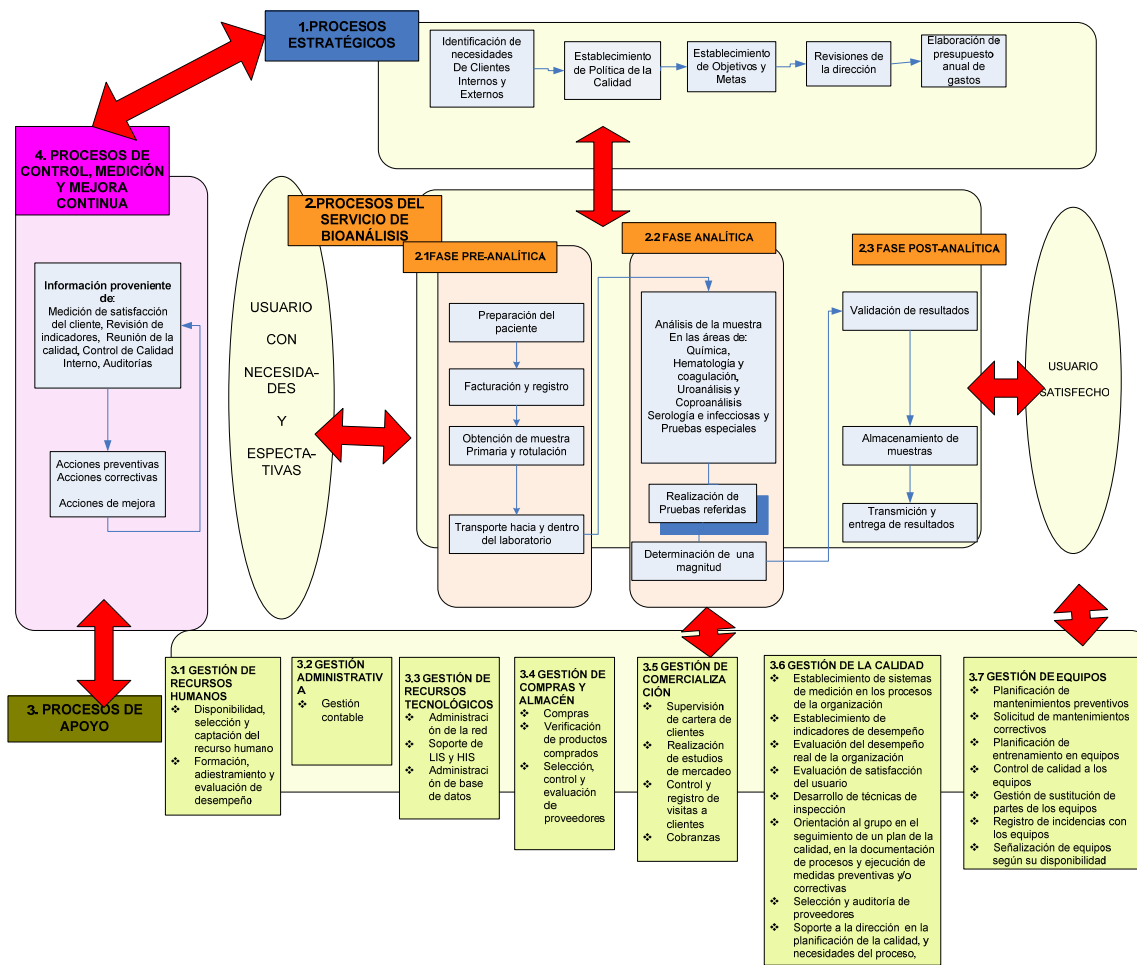 1.PROCESOS
ESTRATÉGICOS
Identificación de
necesidades
De Clientes
Internos y
Externos
Establecimiento
de Política de la
Calidad
Establecimiento
de Objetivos y
Metas
Revisiones de
la dirección
Elaboración de
presupuesto
anual de
gastos
4. PROCESOS DE
CONTROL, MEDICIÓN
Y MEJORA
CONTINUA
Información proveniente
de:
Medición de satisfacción
del cliente, Revisión de
indicadores, Reunión de la
calidad, Control de Calidad
Interno, Auditorías
Acciones preventivas
Acciones correctivas
Acciones de mejora
USUARIO
CON
NECESIDA-
DES
Y
ESPECTA-
TIVAS
2.PROCESOS DEL
SERVICIO DE
BIOANÁLISIS
2.1FASE PRE-ANALÍTICA
Preparación del
paciente
Facturación y registro
Obtención de muestra
Primaria y rotulación
Transporte hacia y dentro
del laboratorio
2.2 FASE ANALÍTICA
Análisis de la muestra
En las áreas de:
Química,
Hematología y
coagulación,
Uroanálisis y
Coproanálisis
Serología e infecciosas y
Pruebas especiales
Realización de
Pruebas referidas
Determinación de una
magnitud
2.3 FASE POST-ANALÍTICA
Validación de resultados
Almacenamiento de
muestras
Transmición y
entrega de resultados
USUARIO
SATISFECHO
3. PROCESOS DE
APOYO
3.1 GESTIÓN DE
RECURSOS
HUMANOS
❖ Disponibilidad,
selección y
captación del
recurso humano
❖ Formación,
adiestramiento y
evaluación de
desempeño
3.2 GESTIÓN
ADMINISTRATIV
A
❖ Gestión
contable
3.3 GESTIÓN DE
RECURSOS
TECNOLÓGICOS
❖ Administraci
ón de la red
❖ Soporte de
LIS y HIS
❖ Administraci
ón de base
de datos
3.4 GESTIÓN DE
COMPRAS Y
ALMACÉN
❖ Compras
❖ Verificación
de productos
comprados
❖ Selección,
control y
evaluación
de
proveedores
3.5 GESTIÓN DE
COMERCIALIZA
CIÓN
❖ Supervisión
de cartera de
clientes
❖ Realización
de estudios
de mercadeo
❖ Control y
registro de
visitas a
clientes
❖ Cobranzas
3.6 GESTIÓN DE LA CALIDAD
❖ Establecimiento de sistemas
de medición en los procesos
de la organización
❖ Establecimiento de
indicadores de desempeño
❖ Evaluación del desempeño
real de la organización
❖ Evaluación de satisfacción
del usuario
❖ Desarrollo de técnicas de
inspección
❖ Orientación al grupo en el
seguimiento de un plan de la
calidad, en la documentación
de procesos y ejecución de
medidas preventivas y/o
correctivas
❖ Selección y auditoría de
proveedores
❖ Soporte a la dirección en la
planificación de la calidad, y
necesidades del proceso,
3.7 GESTIÓN DE EQUIPOS
❖ Planificación de
mantenimientos preventivos
❖ Solicitud de mantenimientos
correctivos
❖ Planificación de
entrenamiento en equipos
❖ Control de calidad a los
equipos
❖ Gestión de sustitución de
partes de los equipos
❖ Registro de incidencias con
los equipos
❖ Señalización de equipos
según su disponibilidad